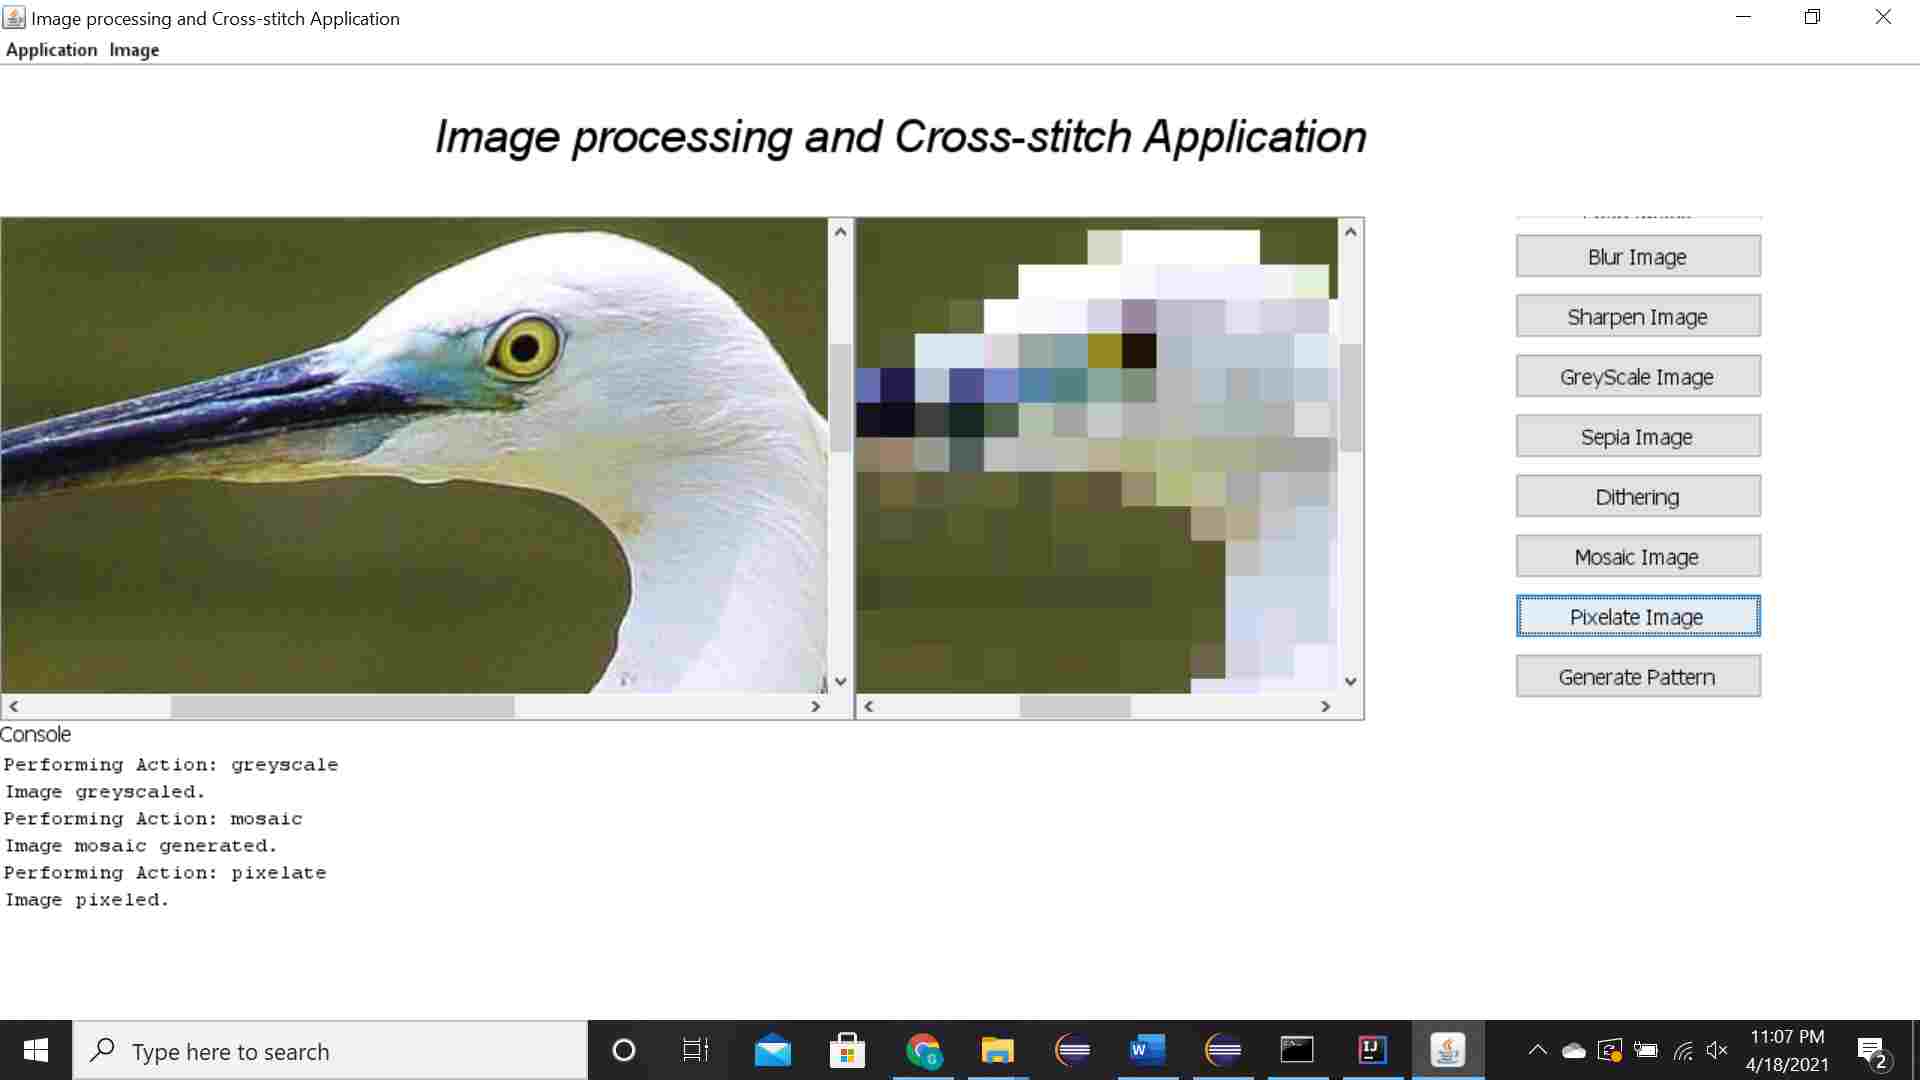 Image processing and Cross-stitch Application
Application Image
Image processing and Cross-stitch Application
Blur Image
Sharpen Image
GreyScale Image
Sepia Image
Dithering
Mosaic Image
Pixelate Image
Generate Pattern
Console
Performing Action: greyscale
Image greyscaled.
Performing Action: mosaic
Image mosaic generated.
Performing Action: pixelate
Image pixeled.
Type here to search
G
W
IJ
11:07 PM
4/18/2021
2